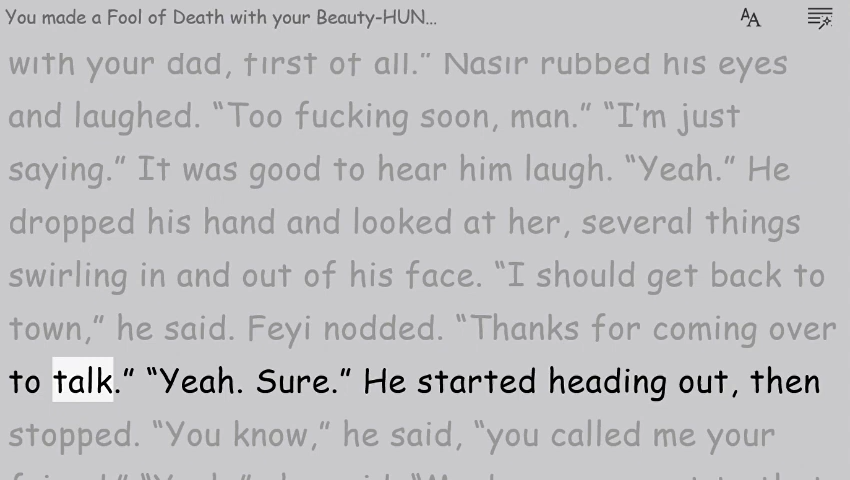 You made a Fool of Death with your Beauty-HUN...
AA
with your dad, first of all.” Nasir rubbed his eyes
and laughed. “Too fucking soon, man.” “I’m just
saying.” It was good to hear him laugh. “Yeah.” He
dropped his hand and looked at her, several things
swirling in and out of his face. “I should get back to
town,” he said. Feyi nodded. “Thanks for coming over
to talk.” “Yeah. Sure.” He started heading out, then
stopped. “You know,” he said, “you called me your